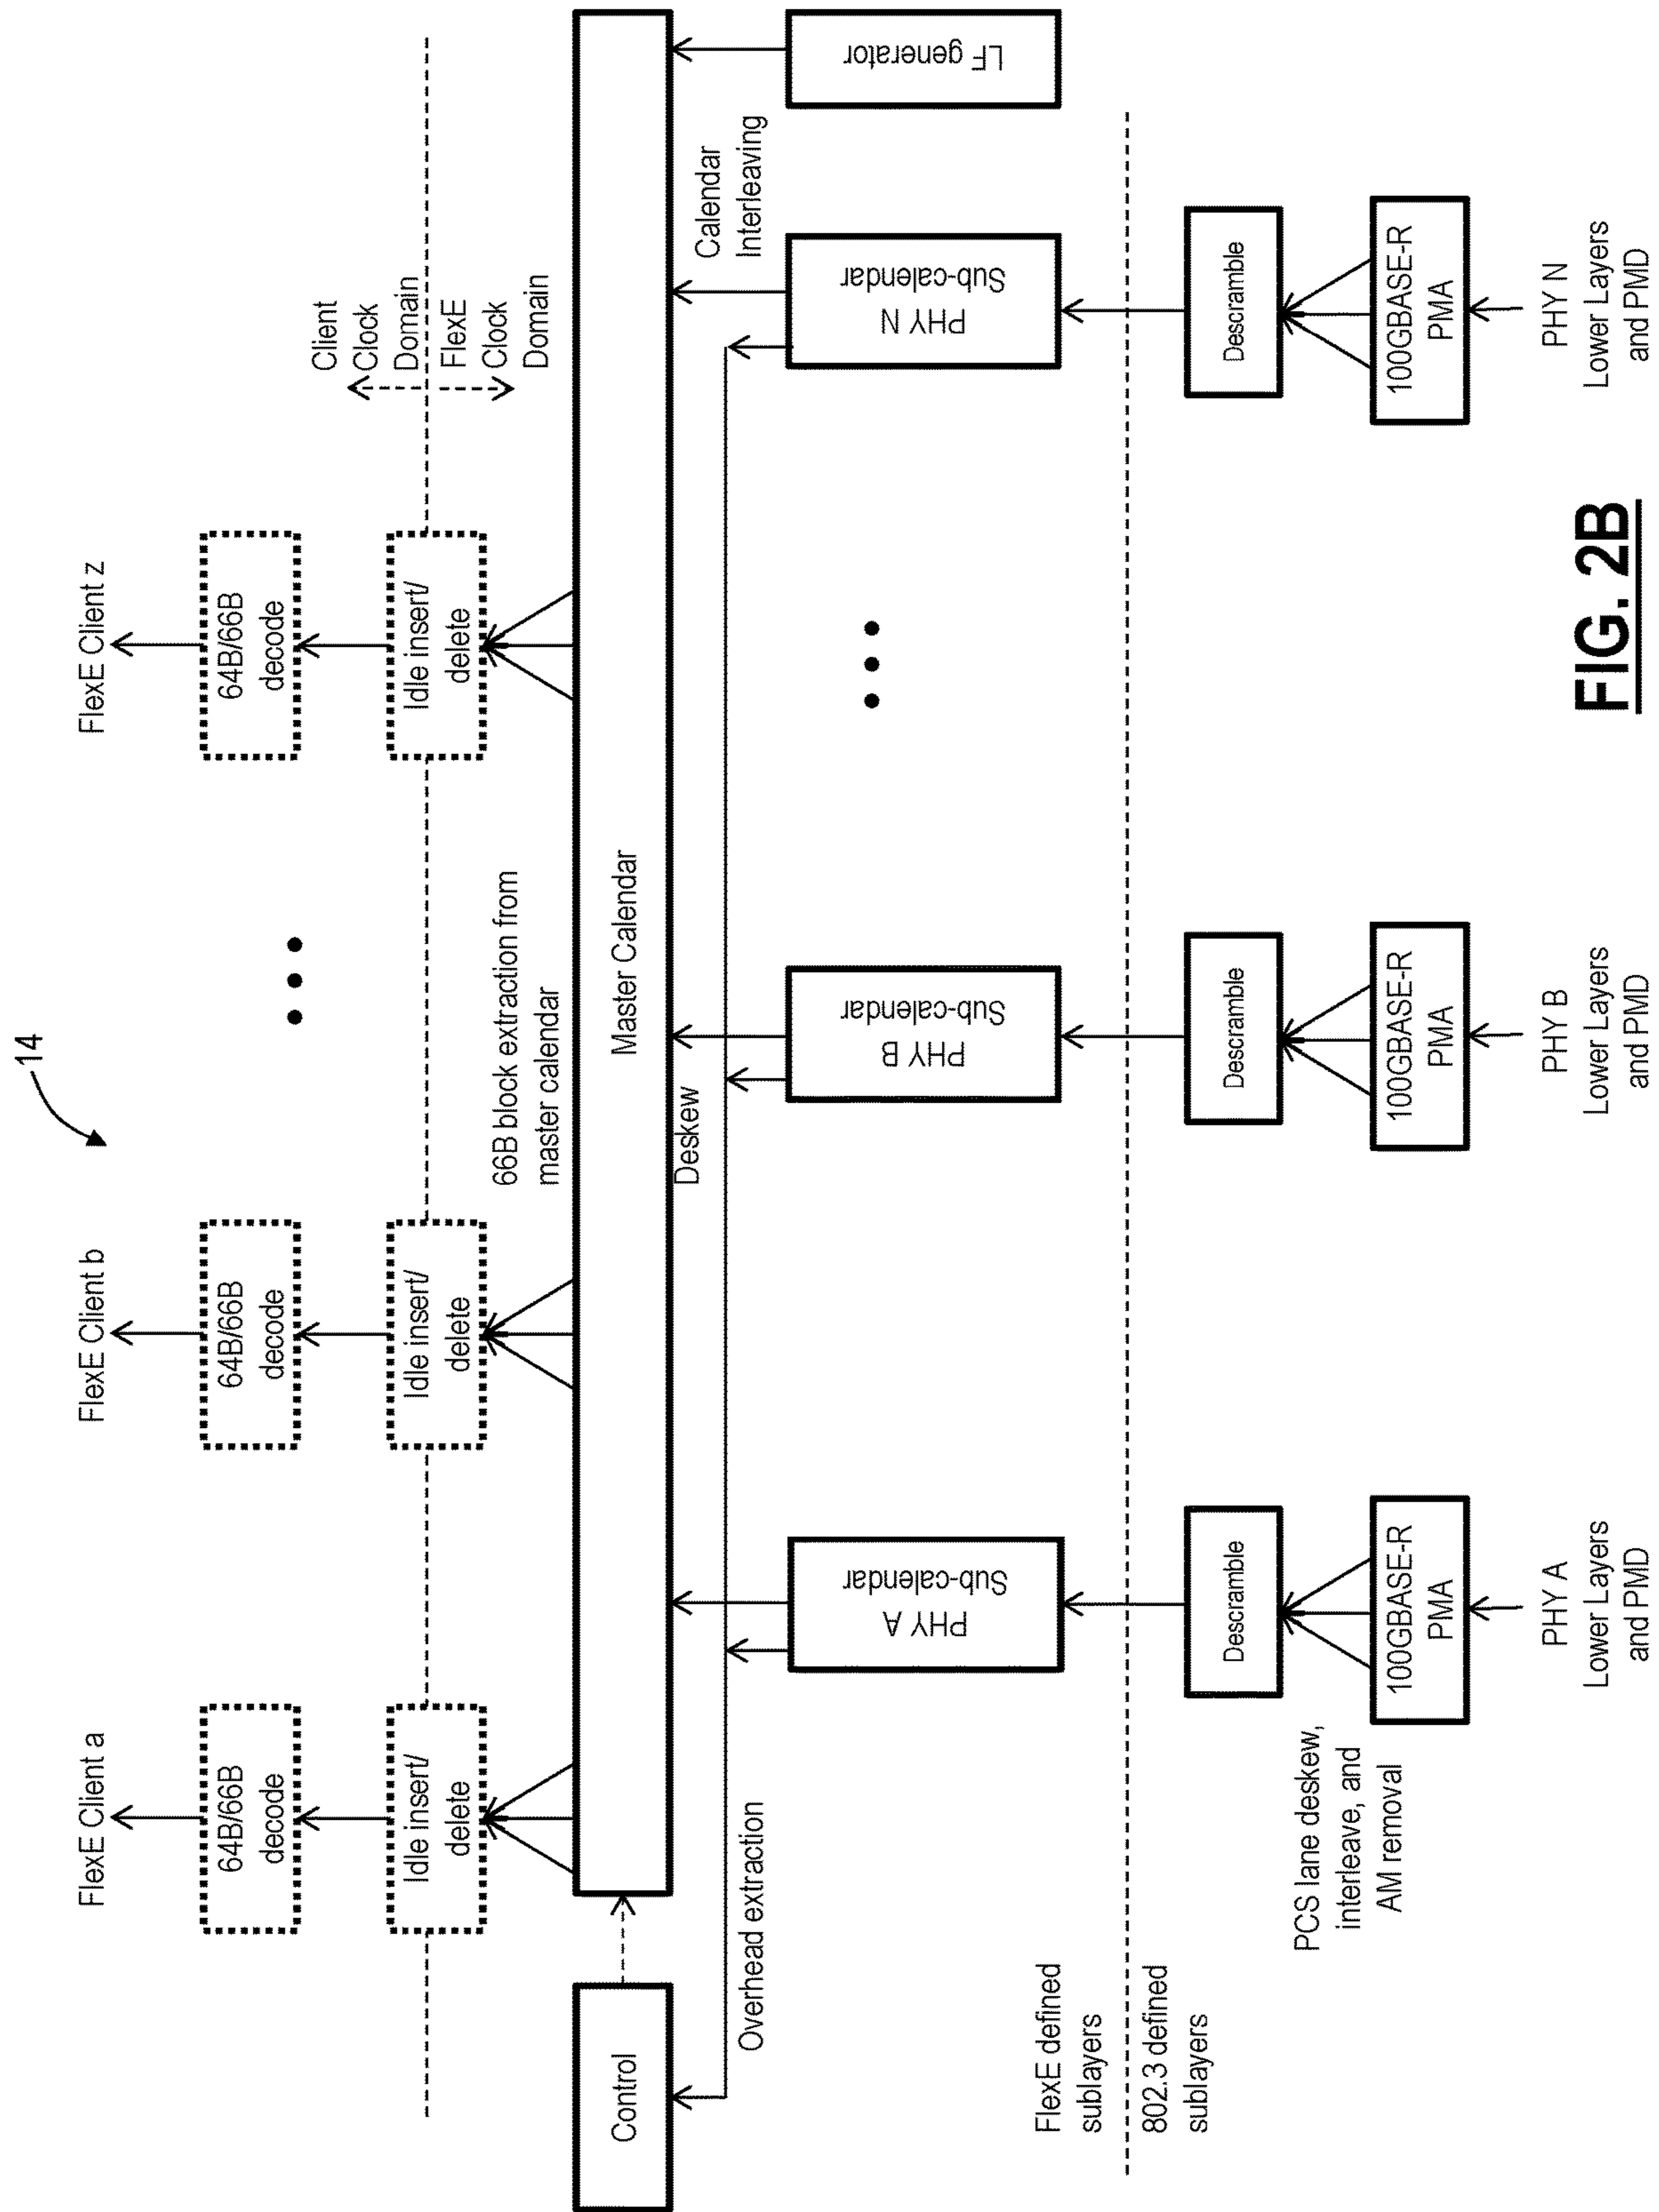 14
FlexE Client a
FlexE Client b
FlexE Client z
64B/66B
decode
64B/66B
decode
64B/66B
decode
Client
Clock
Domain
Idle insert/
delete
Idle insert/
delete
Idle insert/
delete
FlexE
Clock
Domain
66B block extraction from
master calendar
Control
Master Calendar
Deskew
Overhead extraction
Calendar
Interleaving
PHY A
Sub-calendar
PHY B
Sub-calendar
PHY N
Sub-calendar
LF generator
FlexE defined
sublayers
802.3 defined
sublayers
Descramble
Descramble
Descramble
PCS lane deskew,
interleave, and
AM removal
100GBASE-R
PMA
100GBASE-R
PMA
100GBASE-R
PMA
PHY A
Lower Layers
and PMD
PHY B
Lower Layers
and PMD
PHY N
Lower Layers
and PMD
FIG. 2B